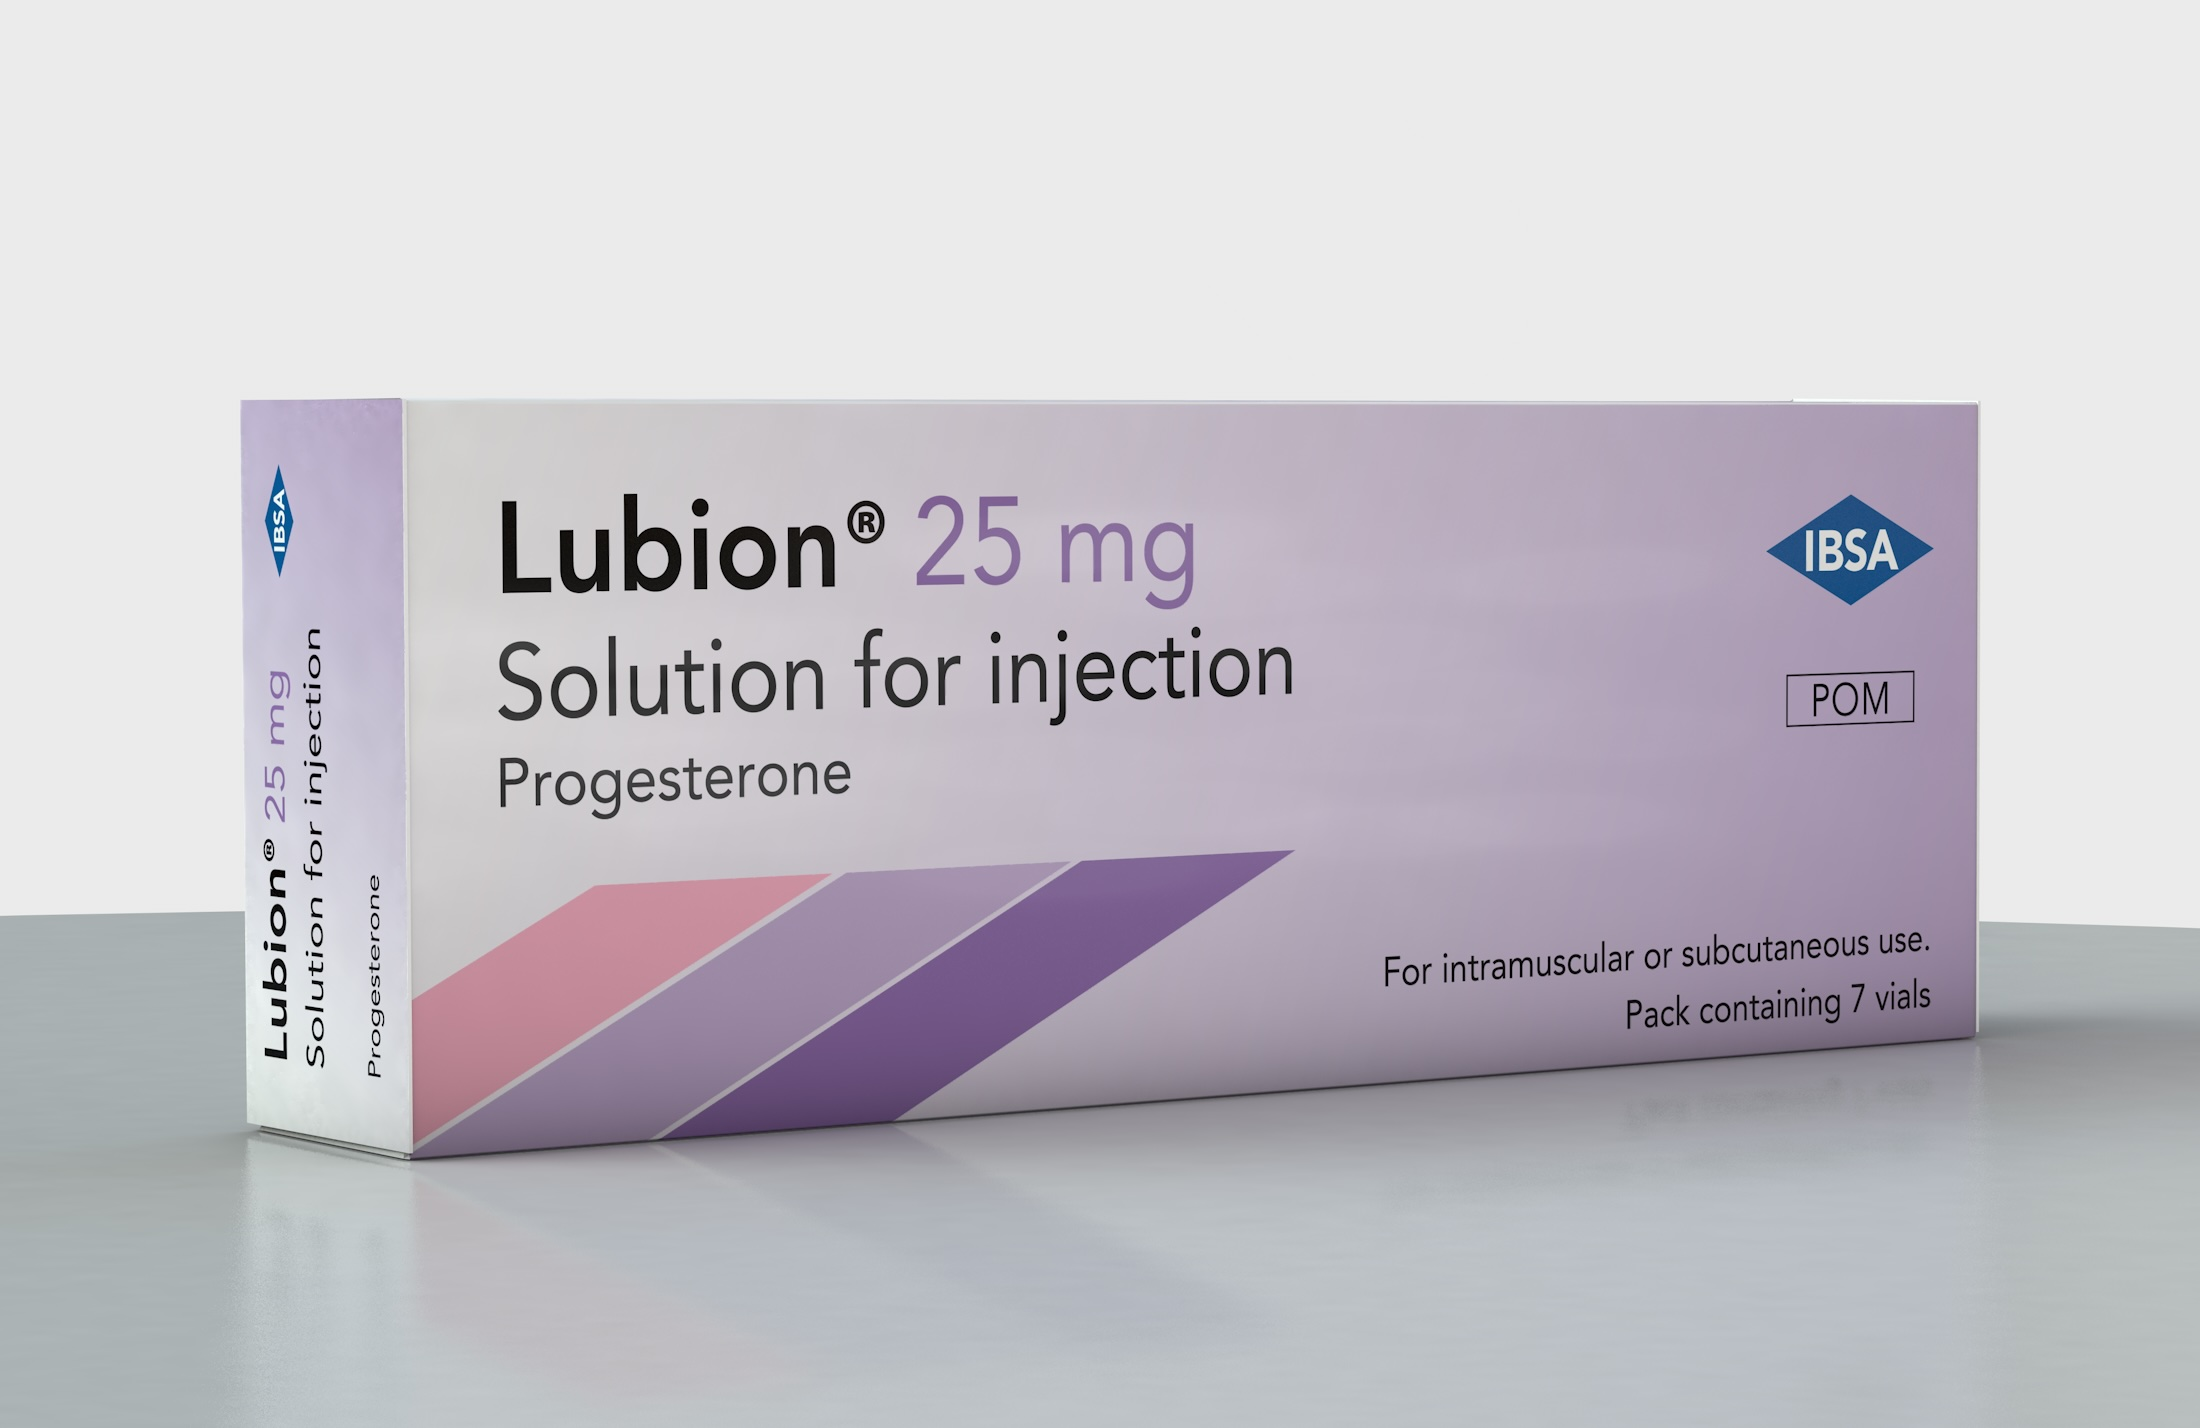 IBSA
Lubion® 25 mg
Solution for injection
Progesterone
Lubion® 25 mg
Solution for injection
Progesterone
IBSA
POM
For intramuscular or subcutaneous use.
Pack containing 7 vials